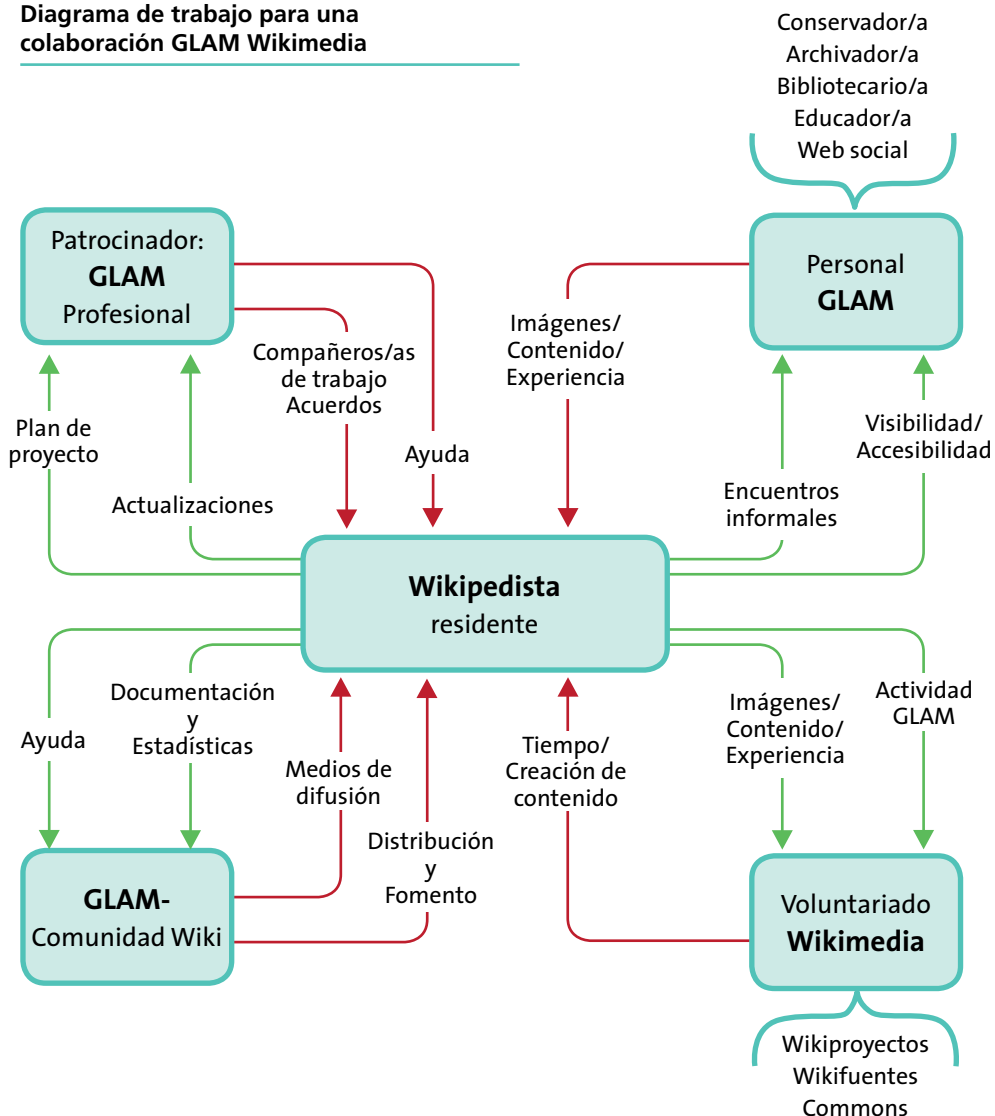 Diagrama de trabajo para una
colaboración GLAM Wikimedia
Conservador/a
Archivador/a
Bibliotecario/a
Educador/a
Web social
Patrocinador:
GLAM
Profesional
Personal
GLAM
Compañeros/as
de trabajo
Acuerdos
Ayuda
Imágenes/
Contenido/
Experiencia
Plan de
proyecto
Actualizaciones
Encuentros
informales
Visibilidad/
Accesibilidad
Wikipedista
residente
Ayuda
Documentación
y
Estadísticas
Medios de
difusión
Distribución
y
Fomento
Tiempo/
Creación de
contenido
Imágenes/
Contenido/
Experiencia
Actividad
GLAM
GLAM-
Comunidad Wiki
Voluntariado
Wikimedia
Wikiproyectos
Wikifuentes
Commons